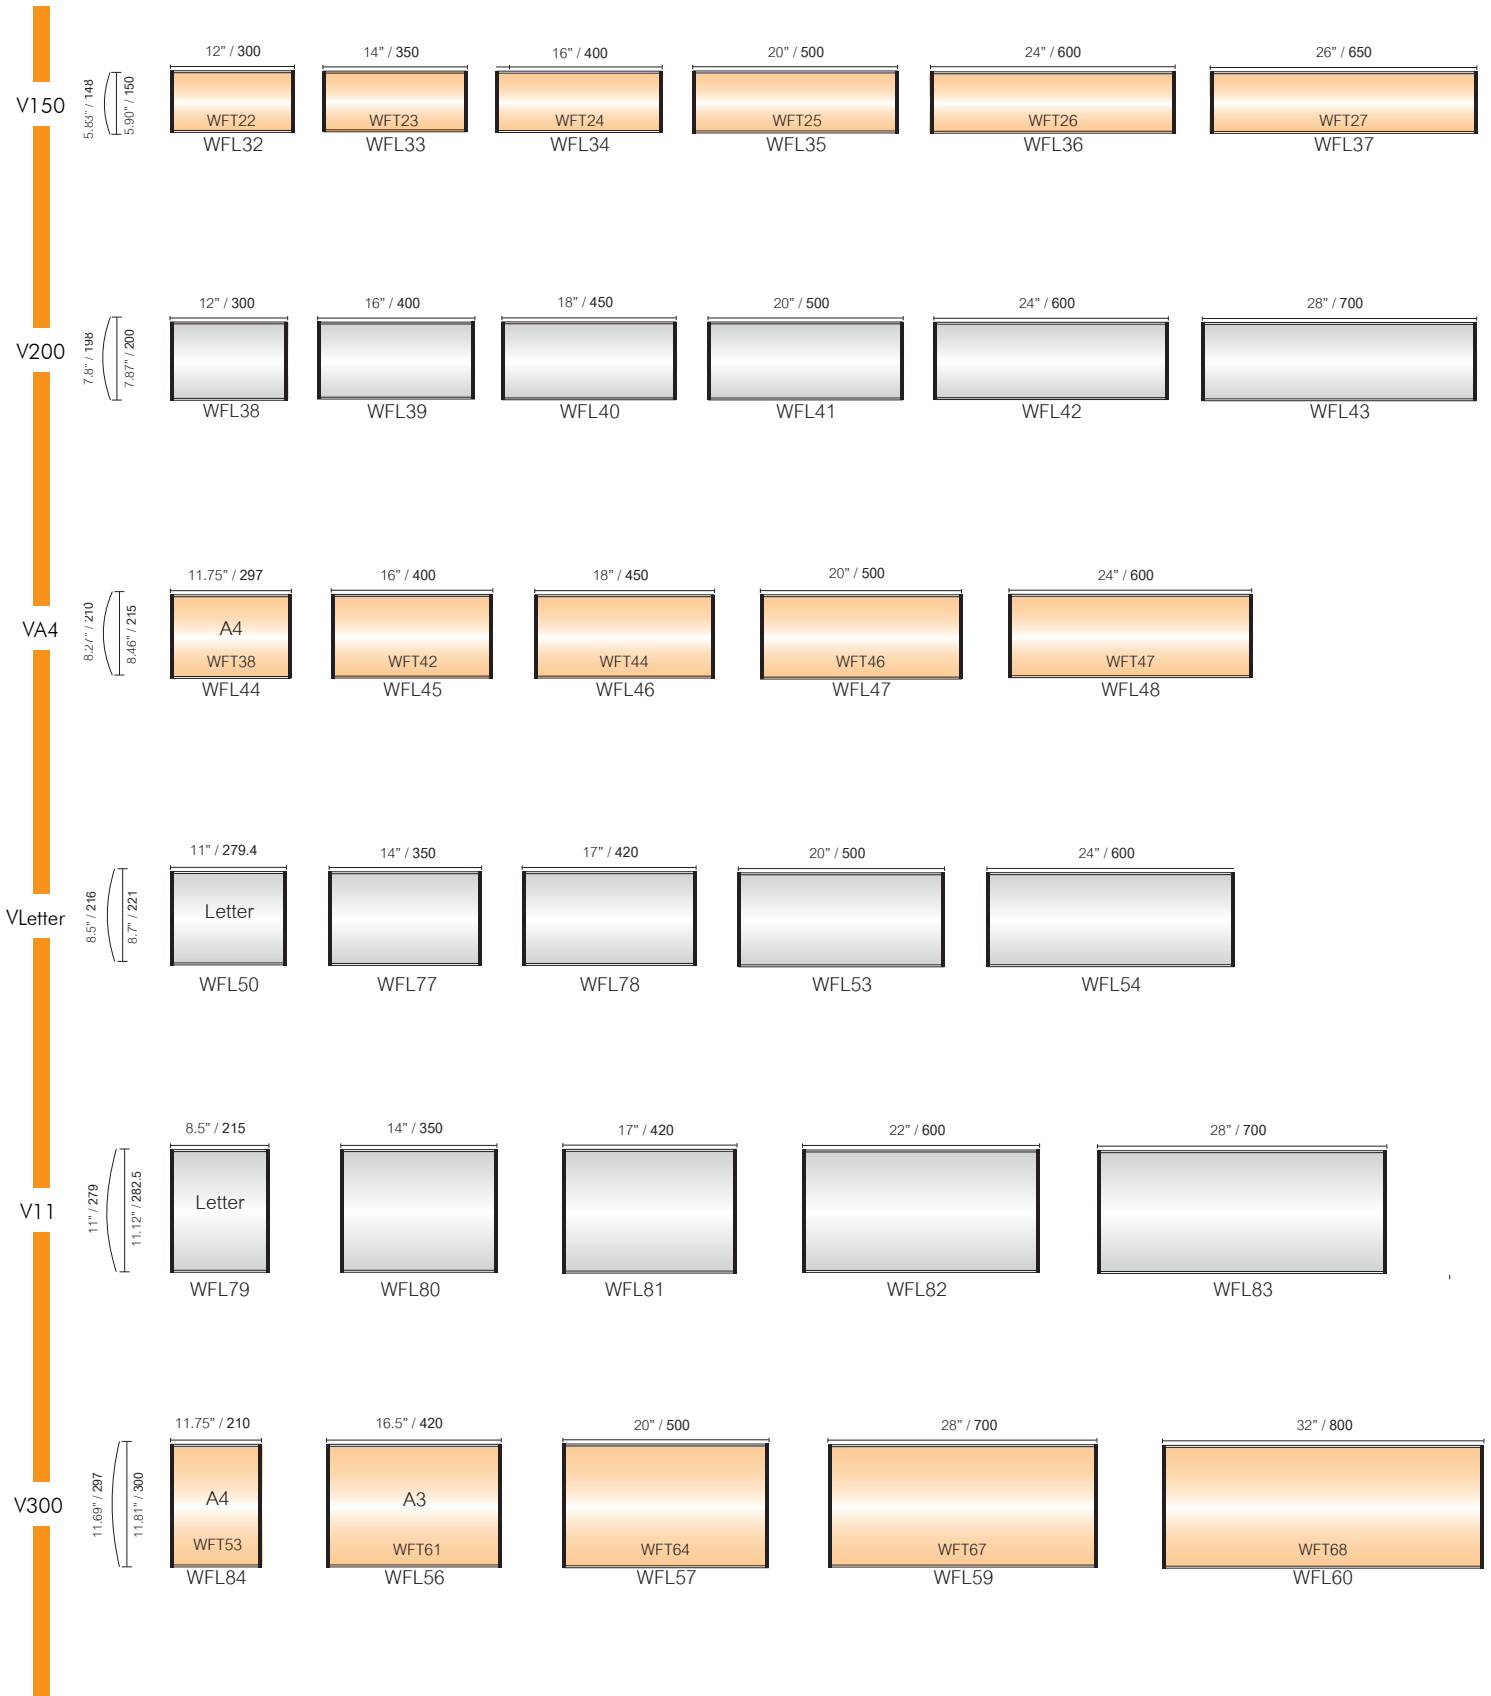 12” / 300
14” / 350
16” / 400
20” / 500
24” / 600
26” / 650
V150
5.83” / 148
5.90” / 150
WFT22
WFT23
WFT24
WFT25
WFT26
WFT27
WFL32
WFL33
WFL34
WFL35
WFL36
WFL37
12” / 300
16” / 400
18” / 450
20” / 500
24” / 600
28” / 700
V200
7.8” / 198
7.87” / 200
WFL38
WFL39
WFL40
WFL41
WFL42
WFL43
11.75” / 297
16” / 400
18” / 450
20” / 500
24” / 600
VA4
8.27” / 210
8.46” / 215
A4
WFT38
WFT42
WFT44
WFT46
WFT47
WFL44
WFL45
WFL46
WFL47
WFL48
11” / 279.4
14” / 350
17” / 420
20” / 500
24” / 600
VLetter
8.5” / 216
8.7” / 221
Letter
WFL50
WFL77
WFL78
WFL53
WFL54
8.5” / 215
14” / 350
17” / 420
22” / 600
28” / 700
V11
11” / 279
11.12” / 282.5
Letter
WFL79
WFL80
WFL81
WFL82
WFL83
11.75” / 210
16.5” / 420
20” / 500
28” / 700
32” / 800
V300
11.69” / 297
11.81” / 300
A4
A3
WFT53
WFT61
WFT64
WFT67
WFT68
WFL84
WFL56
WFL57
WFL59
WFL60